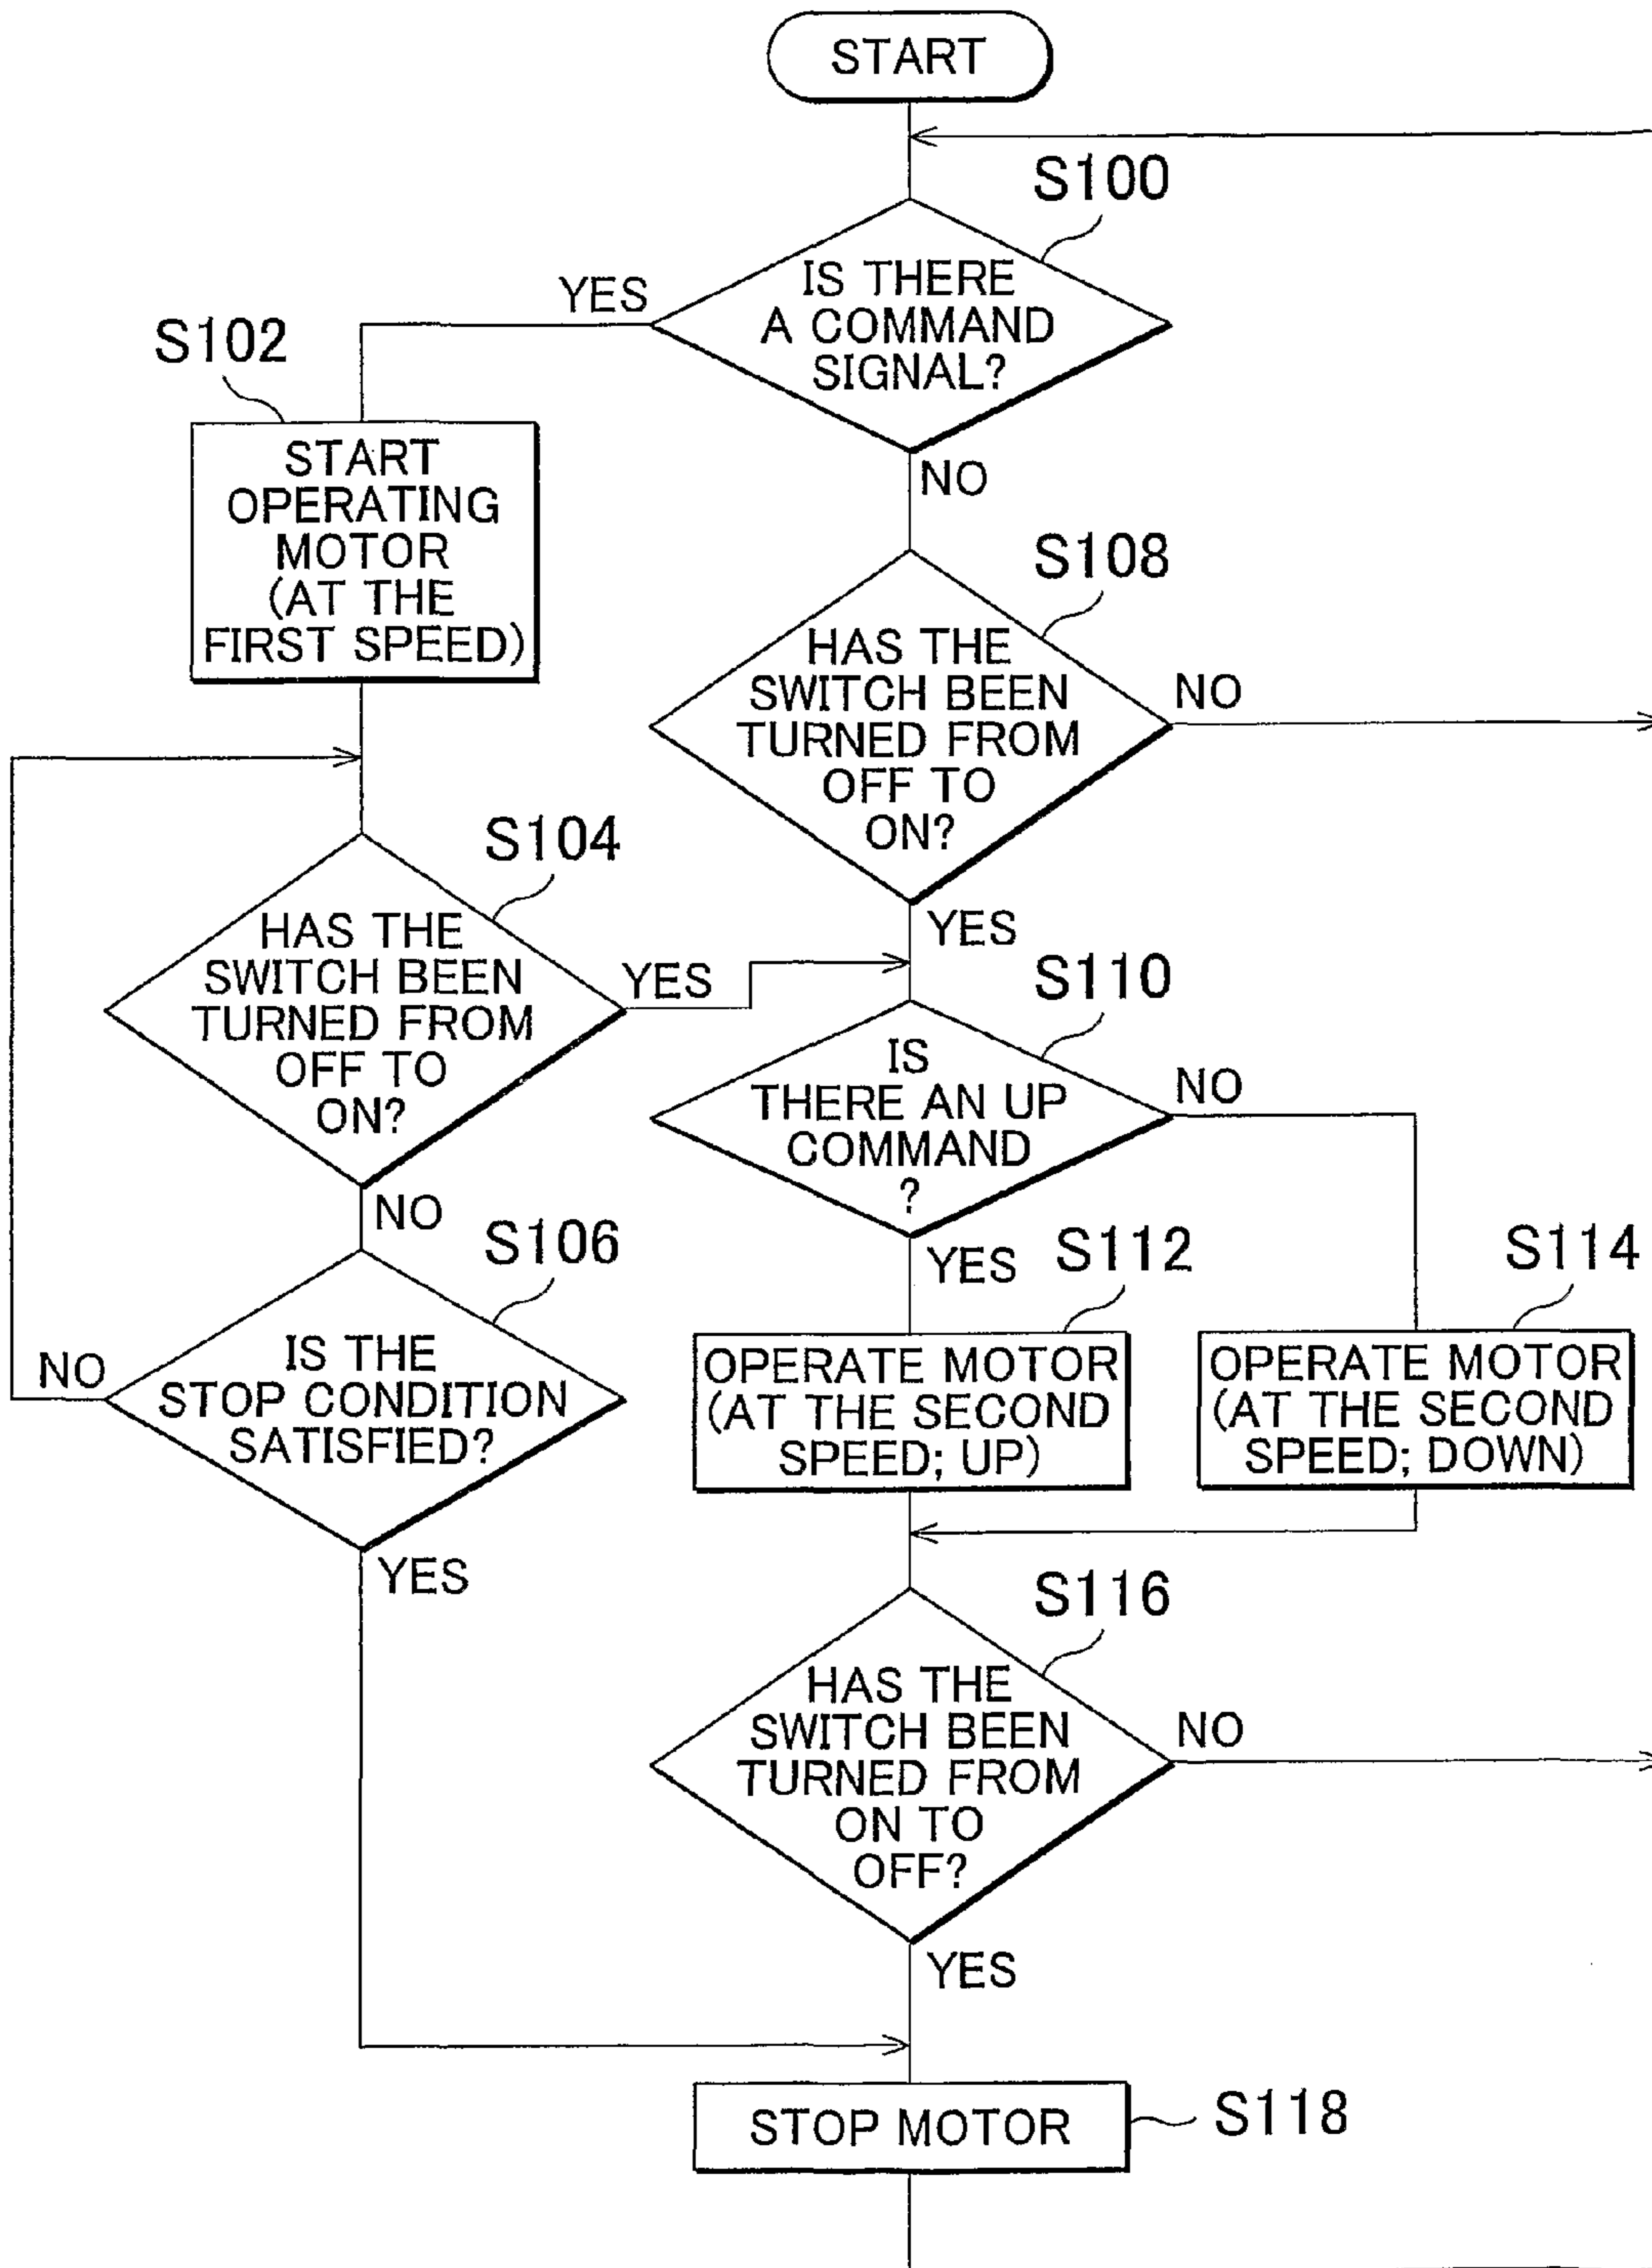 START
S100
IS THERE
A COMMAND
SIGNAL?
YES
NO
S102
START
OPERATING
MOTOR
(AT THE
FIRST SPEED)
S108
HAS THE
SWITCH BEEN
TURNED FROM
OFF TO
ON?
NO
YES
S104
HAS THE
SWITCH BEEN
TURNED FROM
OFF TO
ON?
YES
NO
S110
IS
THERE AN UP
COMMAND
?
NO
YES
S106
IS THE
STOP CONDITION
SATISFIED?
NO
YES
S112
OPERATE MOTOR
(AT THE SECOND
SPEED; UP)
S114
OPERATE MOTOR
(AT THE SECOND
SPEED; DOWN)
S116
HAS THE
SWITCH BEEN
TURNED FROM
ON TO
OFF?
NO
YES
STOP MOTOR
S118